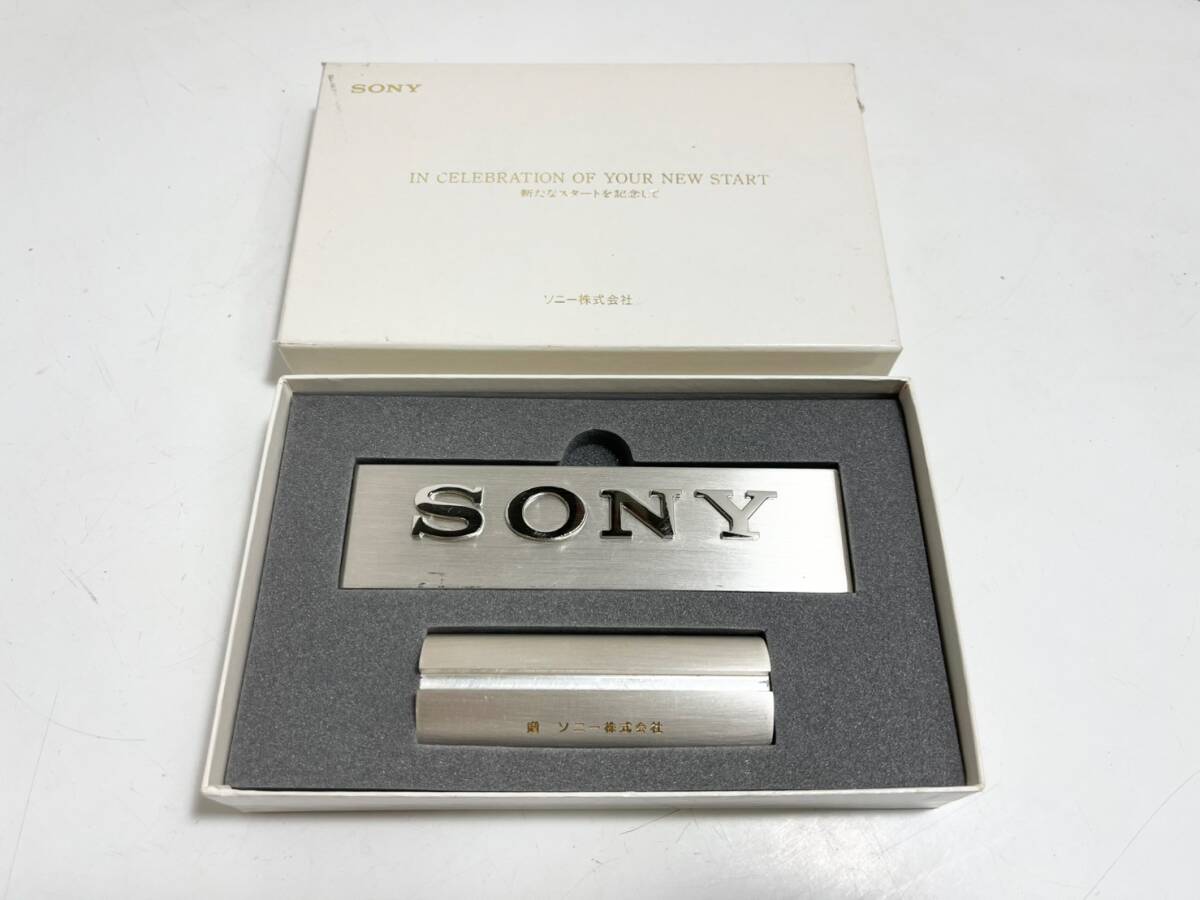 SONY
IN CELEBRATION OF YOUR NEW START
新たなスタートを記念して
ソニー株式会社
SONY
贈 ソニー株式会社